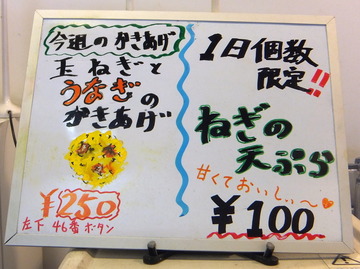 今週のかきあげ
玉ねぎと
うなぎの
かきあげ
¥250
左下 46番ボタン
1日個数
限定!!
ねぎの
天ぷら
甘くておいしい〜♡
¥100